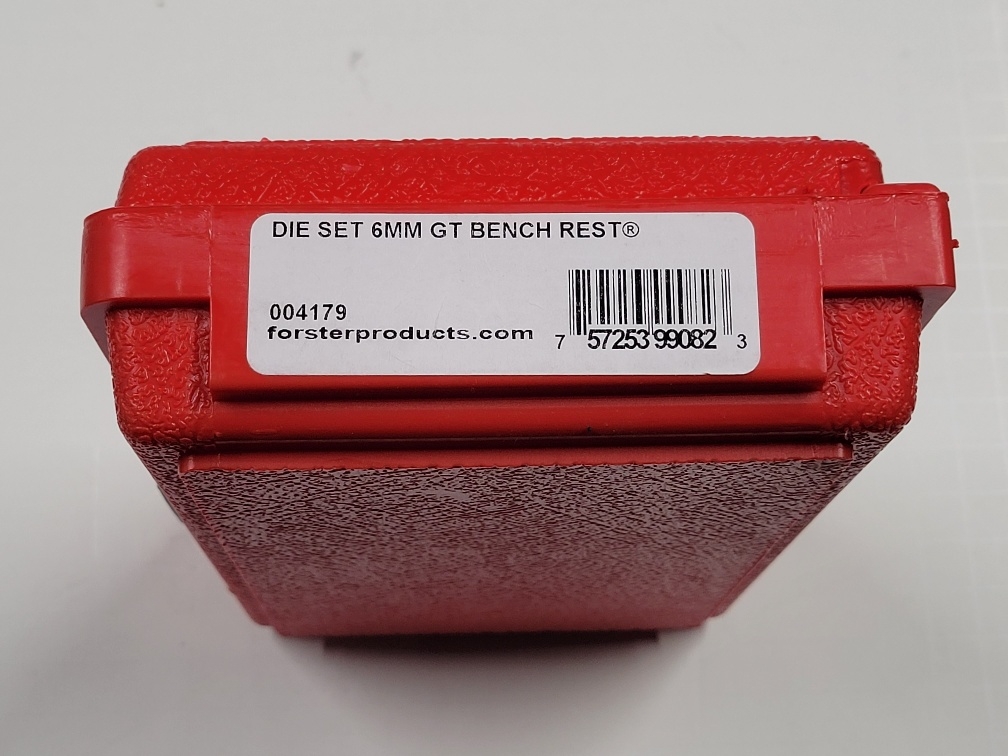 DIE SET 6MM GT BENCH REST®
004179
forsterproducts.com
7 57253 99082 3